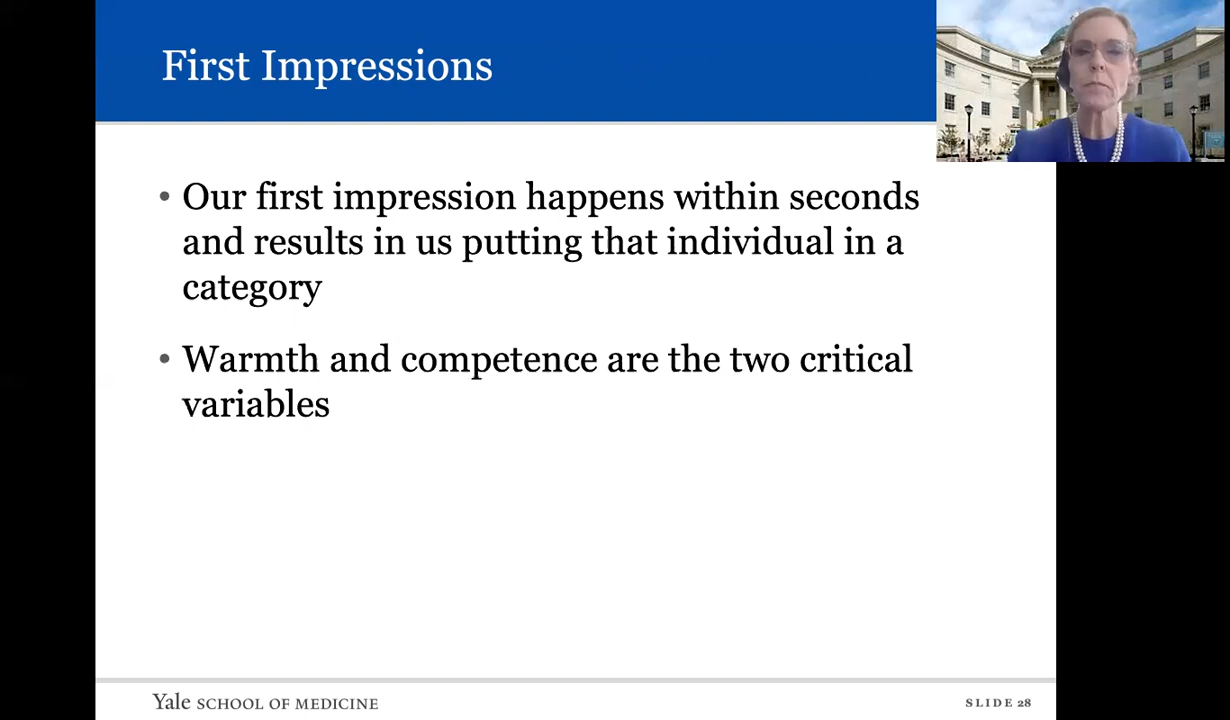 First Impressions
• Our first impression happens within seconds
and results in us putting that individual in a
category
• Warmth and competence are the two critical
variables
Yale SCHOOL OF MEDICINE
SLIDE 28